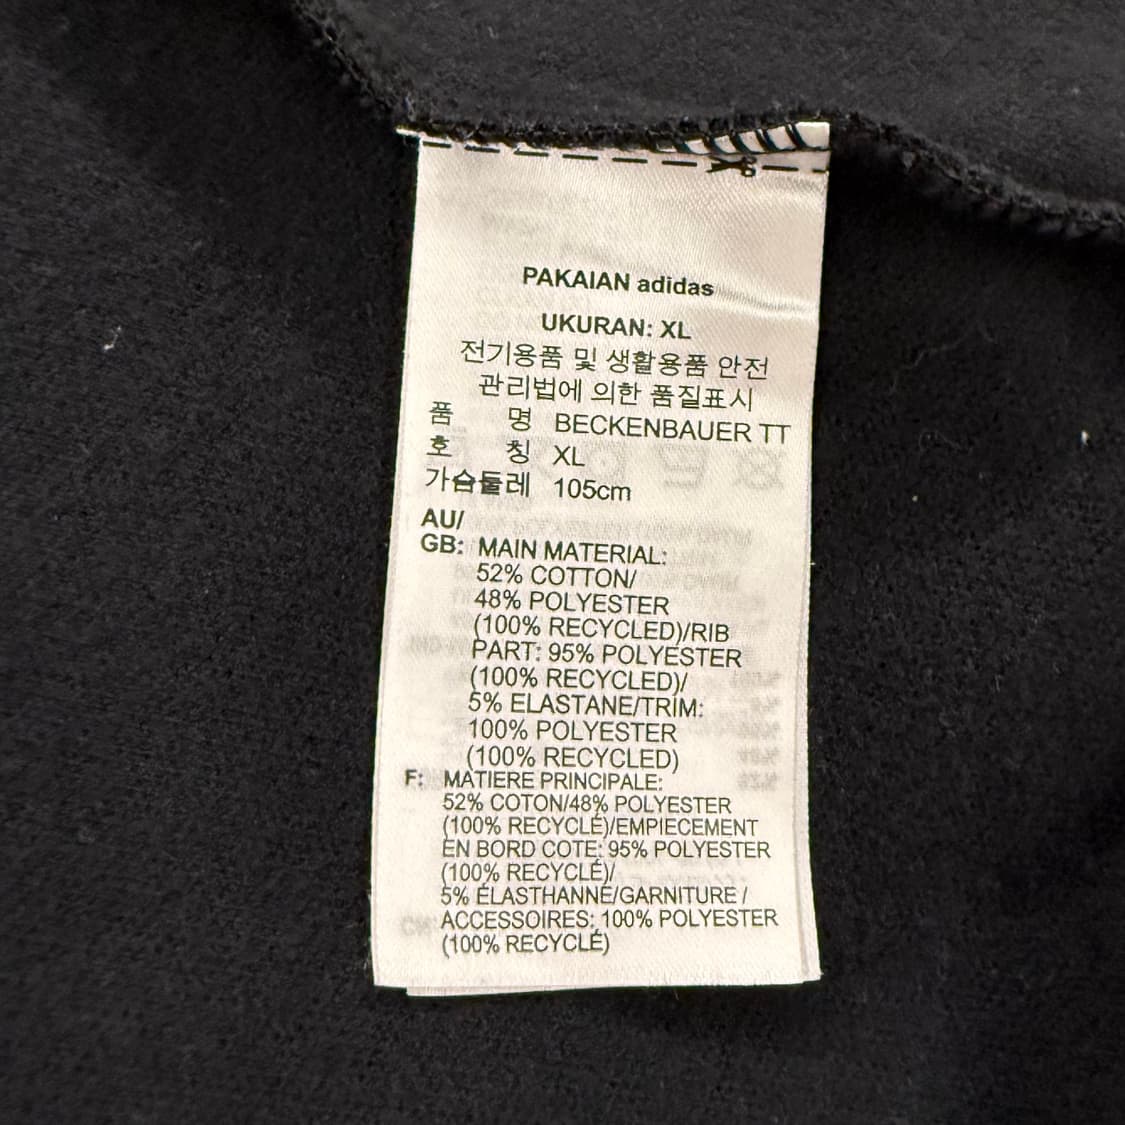 PAKAIAN adidas
UKURAN: XL
전기용품 및 생활용품 안전
관리법에 의한 품질표시
품 명 BECKENBAUER TT
호 칭 XL
가슴둘레 105cm
AU/
GB: MAIN MATERIAL:
52% COTTON/
48% POLYESTER
(100% RECYCLED)/RIB
PART: 95% POLYESTER
(100% RECYCLED)/
5% ELASTANE/TRIM:
100% POLYESTER
(100% RECYCLED)
F: MATIERE PRINCIPALE:
52% COTON/48% POLYESTER
(100% RECYCLÉ)/EMPIECEMENT
EN BORD COTE: 95% POLYESTER
(100% RECYCLÉ)/
5% ÉLASTHANNE/GARNITURE /
ACCESSOIRES: 100% POLYESTER
(100% RECYCLÉ)